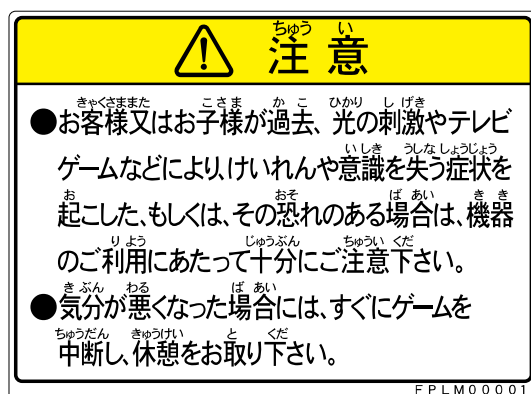 注意
●お客様又はお子様が過去、光の刺激やテレビ
ゲームなどにより、けいれんや意識を失う症状を
起こした、もしくは、その恐れのある場合は、機器
のご利用にあたって十分にご注意下さい。
●気分が悪くなった場合には、すぐにゲームを
中断し、休憩をお取り下さい。
FPLM00001